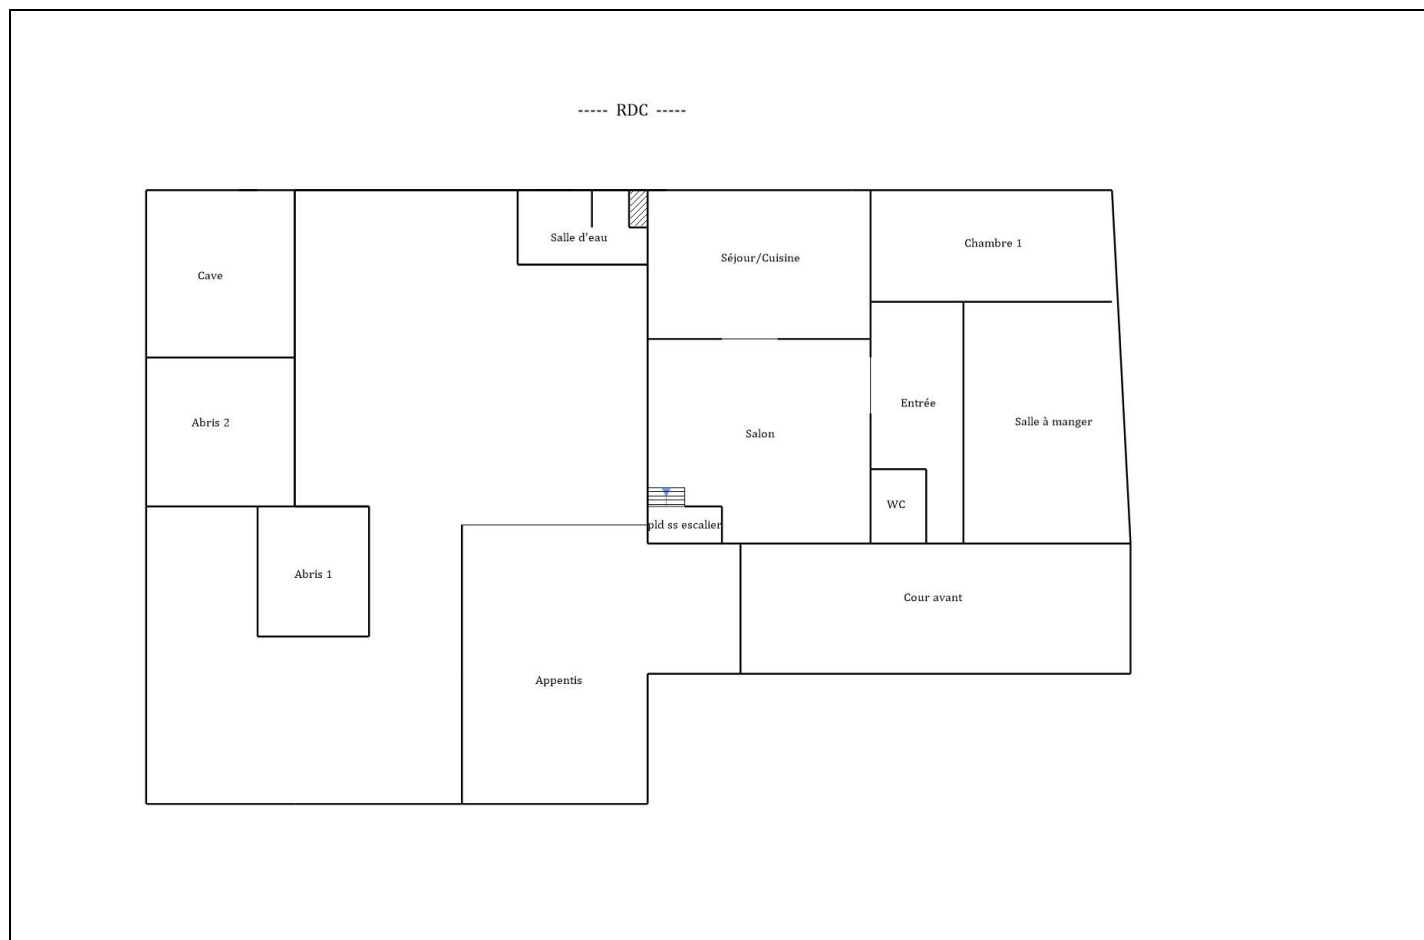 ----- RDC -----
Salle d'eau
Chambre 1
Séjour/Cuisine
Cave
Entrée
Abris 2
Salle à manger
Salon
WC
pld ss escalier
Abris 1
Cour avant
Appentis